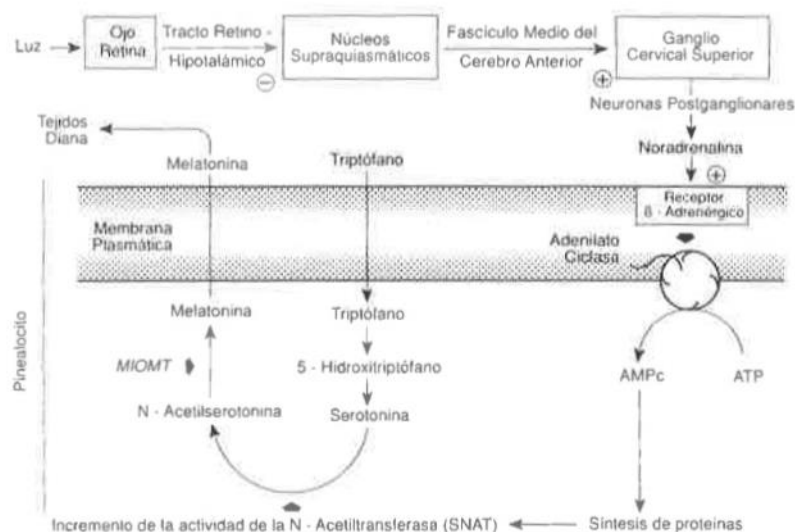 Luz
Ojo
Retina
Tracto Retino -
Hipotalámico
Núcleos
Supraquiasmáticos
Fascículo Medio del
Cerebro Anterior
Ganglio
Cervical Superior
Neuronas Postganglionares
Noradrenalina
Tejidos
Diana
Melatonina
Triptófano
Receptor
ß - Adrenérgico
Membrana
Plasmática
Adenilato
Ciclasa
Pinealocito
Melatonina
Triptófano
MIOMT
5 - Hidroxitriptófano
AMPc
ATP
N - Acetilserotonina
Serotonina
Incremento de la actividad de la N - Acetiltransferasa (SNAT)
Síntesis de proteinas